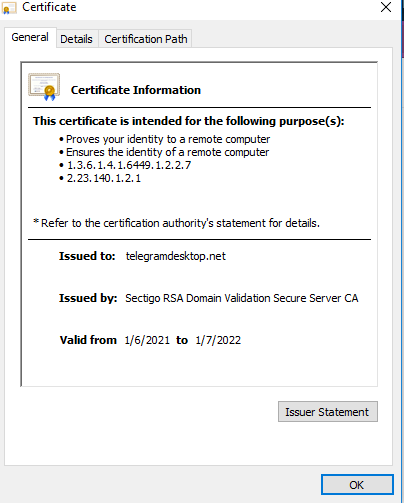 Certificate
General Details Certification Path
Certificate Information
This certificate is intended for the following purpose(s):
• Proves your identity to a remote computer
• Ensures the identity of a remote computer
• 1.3.6.1.4.1.6449.1.2.2.7
• 2.23.140.1.2.1
* Refer to the certification authority's statement for details.
Issued to: telegramdesktop.net
Issued by: Sectigo RSA Domain Validation Secure Server CA
Valid from 1/6/2021 to 1/7/2022
Issuer Statement
OK